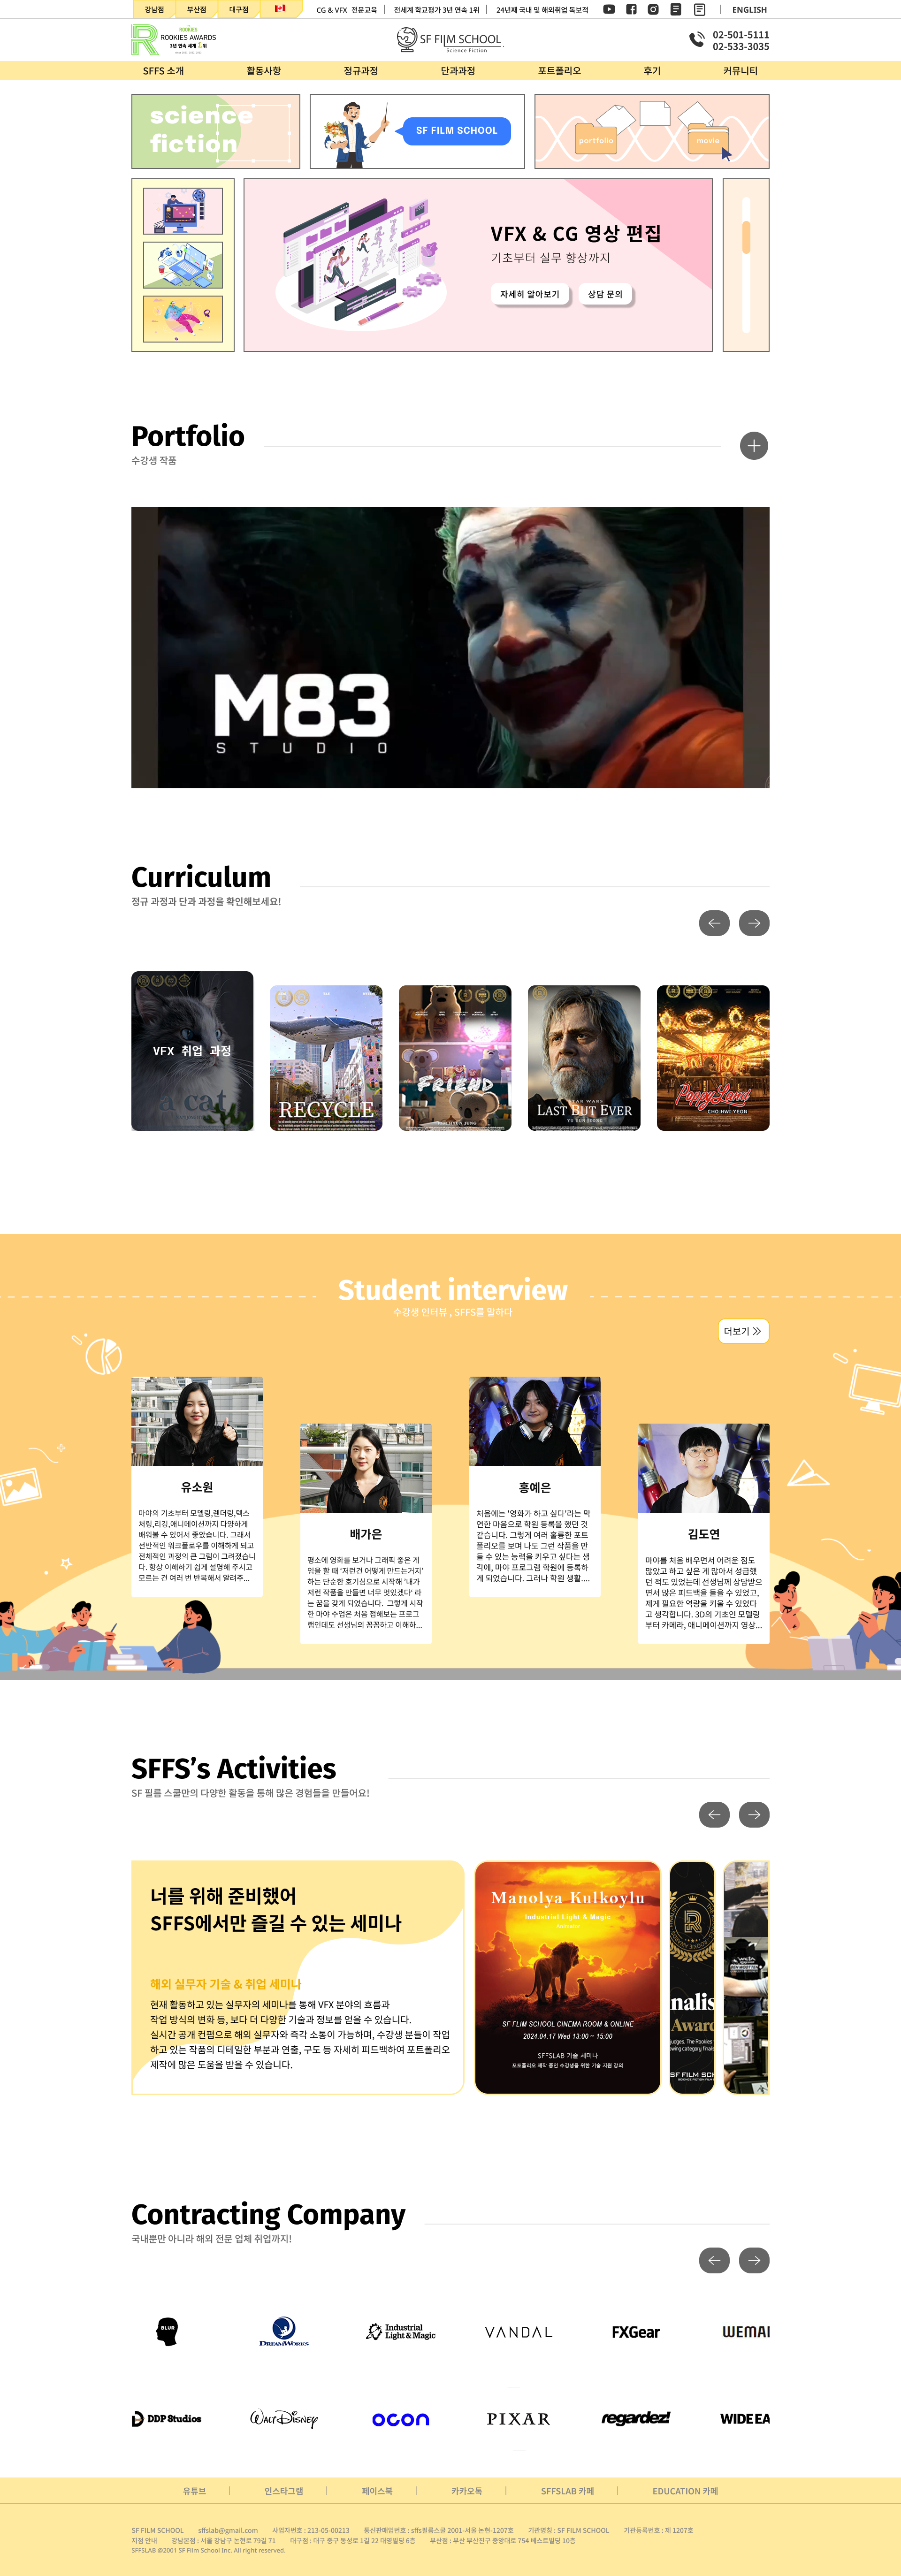 강남점 부산점 대구점
CG & VFX 전문교육 전세계 학교평가 3년 연속 1위 24년째 국내 및 해외취업 독보적 ENGLISH
ROOKIES
ROOKIES AWARDS
SF FILM SCHOOL
Science Fiction
02-501-5111
02-533-3035
SFFS 소개 활동사항 정규과정 단과과정 포트폴리오 후기 커뮤니티
science
fiction
SF FILM SCHOOL
portfolio
movie
VFX & CG 영상 편집
기초부터 실무 향상까지
자세히 알아보기 상담 문의
Portfolio
수강생 작품
M83
STUDIO
Curriculum
정규 과정과 단과 과정을 확인해보세요!
VFX 취업 과정
a cat
RECYCLE
FRIEND
STAR WARS
LAST BUT EVER
YU EUN JEONG
PoppyLand
CHO HWI YEON
Student interview
수강생 인터뷰 , SFFS를 말하다
더보기
유소원
마야의 기초부터 모델링,렌더링,텍스
처링,리깅,애니메이션까지 다양하게
배워볼 수 있어서 좋았습니다. 그래서
전반적인 워크플로우를 이해하게 되고
전체적인 과정의 큰 그림이 그려졌습니
다. 항상 이해하기 쉽게 설명해 주시고
모르는 건 여러 번 반복해서 알려주...
배가은
평소에 영화를 보거나 그래픽 좋은 게
임을 할 때 '저런건 어떻게 만드는거지'
하는 단순한 호기심으로 시작해 '내가
저런 작품을 만들면 너무 멋있겠다' 라
는 꿈을 갖게 되었습니다. 그렇게 시작
한 마야 수업은 처음 접해보는 프로그
램인데도 선생님의 꼼꼼하고 이해하...
홍예은
처음에는 '영화가 하고 싶다'라는 막
연한 마음으로 학원 등록을 했던 것
같습니다. 그렇게 여러 훌륭한 포트
폴리오를 보며 나도 그런 작품을 만
들 수 있는 능력을 키우고 싶다는 생
각에, 마야 프로그램 학원에 등록하
게 되었습니다. 그러나 학원 생활....
김도연
마야를 처음 배우면서 어려운 점도
많았고 하고 싶은 게 많아서 성급했
던 적도 있었는데 선생님께 상담받으
면서 많은 피드백을 들을 수 있었고,
제게 필요한 역량을 키울 수 있었다
고 생각합니다. 3D의 기초인 모델링
부터 카메라, 애니메이션까지 영상...
SFFS's Activities
SF 필름 스쿨만의 다양한 활동을 통해 많은 경험들을 만들어요!
너를 위해 준비했어
SFFS에서만 즐길 수 있는 세미나
해외 실무자 기술 & 취업 세미나
현재 활동하고 있는 실무자의 세미나를 통해 VFX 분야의 흐름과
작업 방식의 변화 등, 보다 더 다양한 기술과 정보를 얻을 수 있습니다.
실시간 공개 컨펌으로 해외 실무자와 즉각 소통이 가능하며, 수강생 분들이 작업
하고 있는 작품의 디테일한 부분과 연출, 구도 등 자세히 피드백하여 포트폴리오
제작에 많은 도움을 받을 수 있습니다.
Manolya Kulkoylu
Industrial Light & Magic
SF FLIM SCHOOL CINEMA ROOM & ONLINE
2024.04.17 Wed 13:00 ~ 15:00
SFFSLAB 기술 세미나
포트폴리오 제작 중인 수강생을 위한 기술 지원 강의
nalis
Award
SF FILM SCH
Contracting Company
국내뿐만 아니라 해외 전문 업체 취업까지!
BLUR
DREAMWORKS
Industrial
Light & Magic
VANDAL
FXGear
WEMAI
DDP Studios
WALT DISNEY
ocon
PIXAR
regardez!
WIDE EA
유튜브 인스타그램 페이스북 카카오톡 SFFSLAB 카페 EDUCATION 카페
SF FILM SCHOOL sffslab@gmail.com 사업자번호 : 213-05-00213 통신판매업번호 : sffs필름스쿨 2001-서울 논현-1207호 기관명칭 : SF FILM SCHOOL 기관등록번호 : 제 1207호
지점 안내 강남본점 : 서울 강남구 논현로 79길 71 대구점 : 대구 중구 동성로 1길 22 대명빌딩 6층 부산점 : 부산 부산진구 중앙대로 754 베스트빌딩 10층
SFFSLAB @2001 SF Film School Inc. All right reserved.